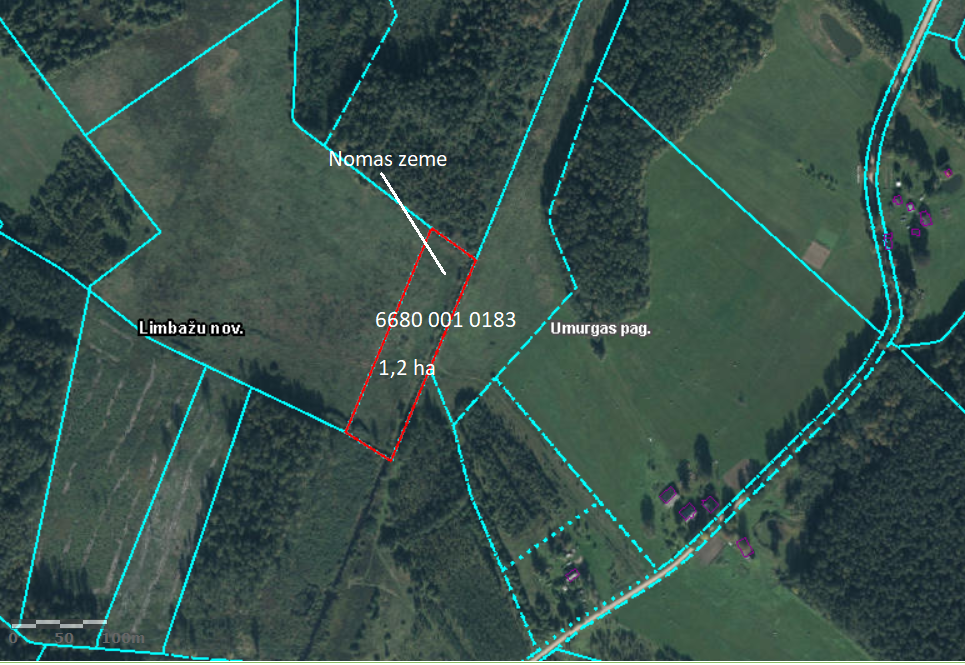 Nomas zeme
6680 001 0183
Limbažu nov.
Umurgas pag.
1,2 ha
0 50 100m